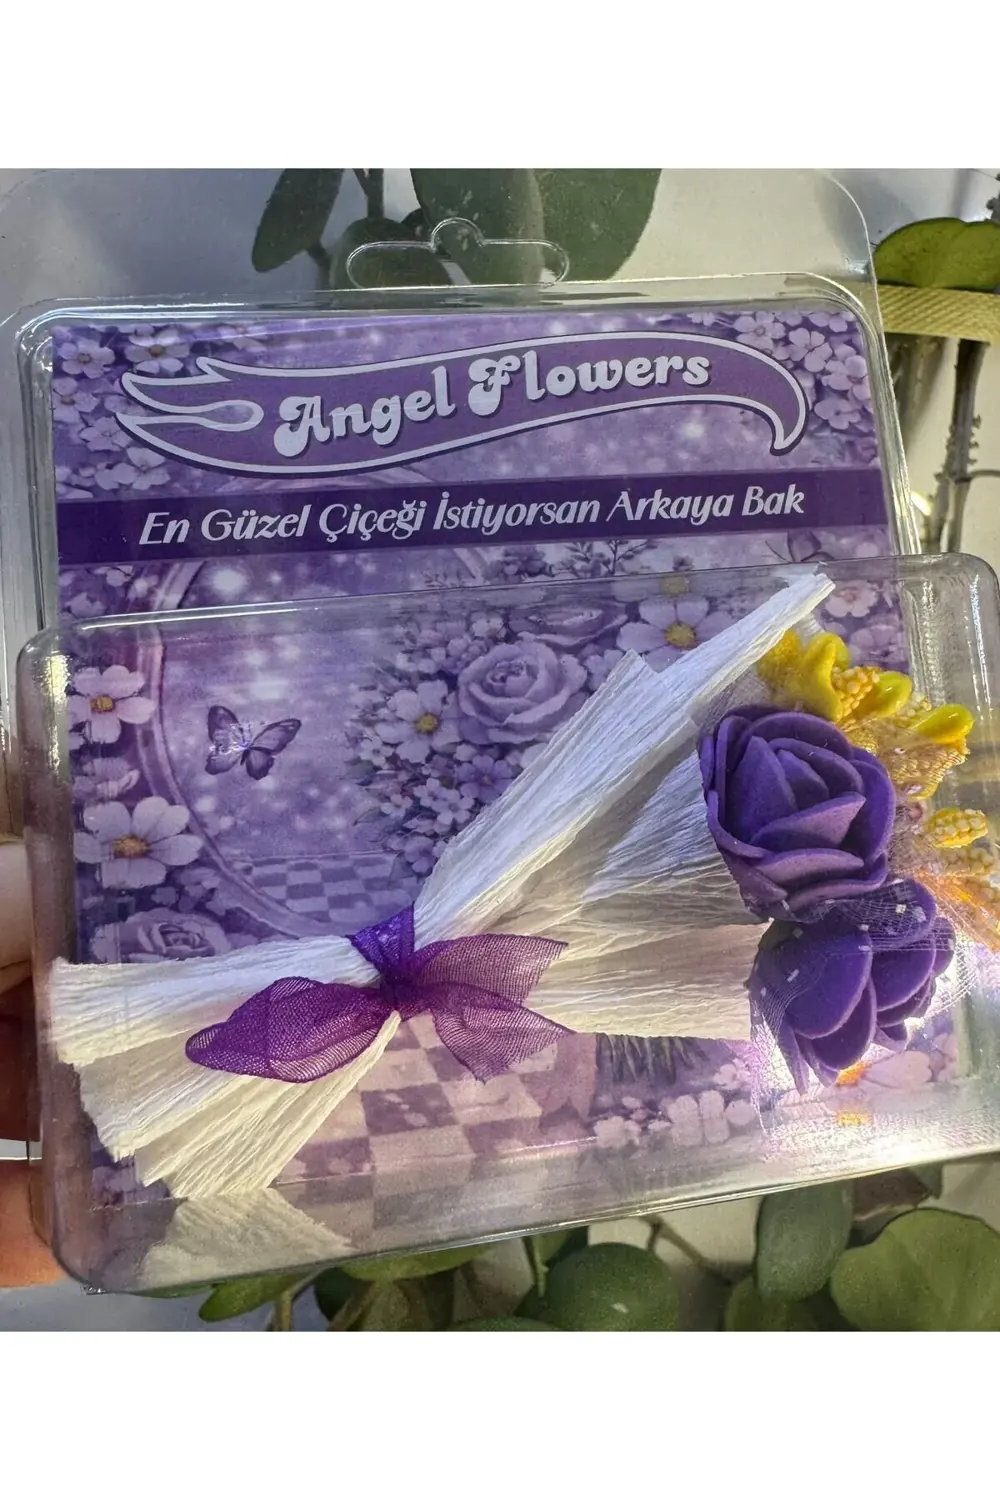 Angel Flowers
En Güzel Çiçeği İstiyorsan Arkaya Bak